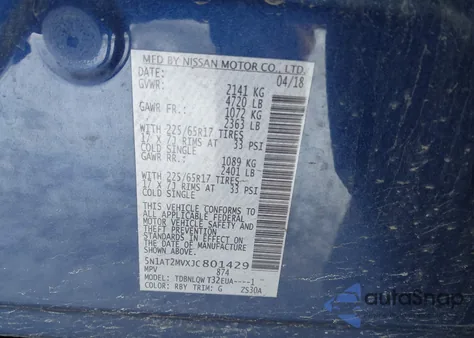 MFD BY NISSAN MOTOR CO., LTD.
DATE: 04/18
GVWR: 2141 KG
4720 LB
GAWR FR.: 1072 KG
2363 LB
WITH 225/65R17 TIRES
17 X 7J RIMS AT 33 PSI
COLD SINGLE
GAWR RR.: 1089 KG
2401 LB
WITH 225/65R17 TIRES
17 X 7J RIMS AT 33 PSI
COLD SINGLE
THIS VEHICLE CONFORMS TO
ALL APPLICABLE FEDERAL
MOTOR VEHICLE SAFETY
STANDARDS IN EFFECT ON
THE DATE OF MANUFACTURE
SHOWN ABOVE.
5N1AT2MVXJC801429
MPV 874
MODEL: TDBNLQW T32EUA----1
COLOR: RBY TRIM: G ZS30A
autoSnap